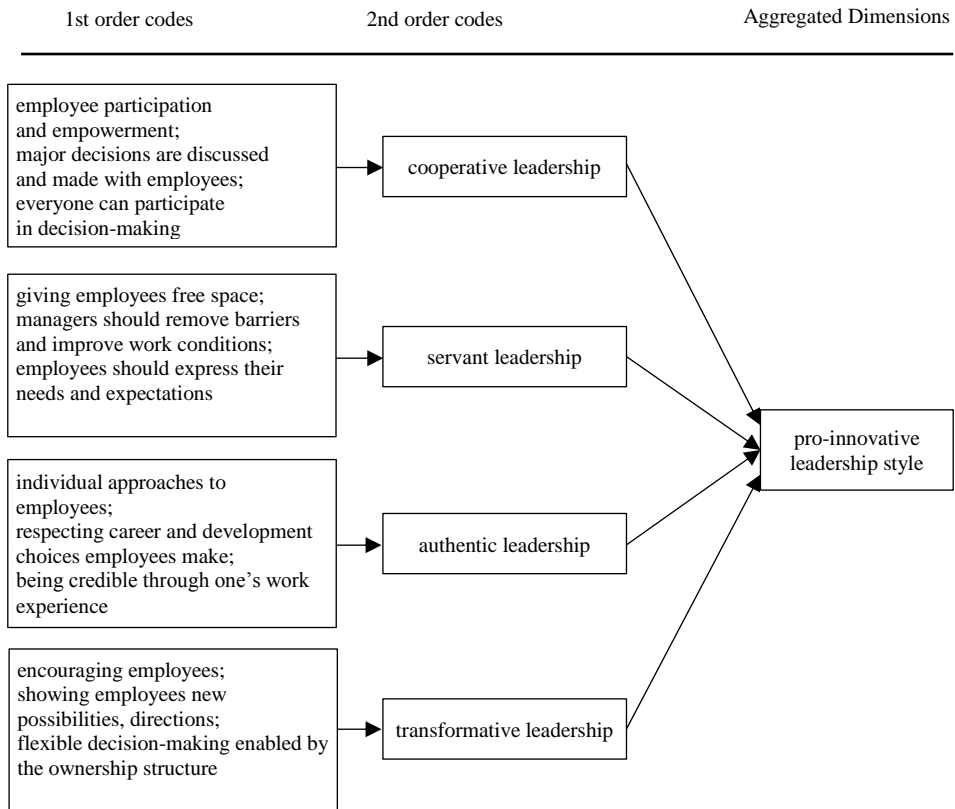 1st order codes
2nd order codes
Aggregated Dimensions
employee participation
and empowerment;
major decisions are discussed
and made with employees;
everyone can participate
in decision-making
cooperative leadership
giving employees free space;
managers should remove barriers
and improve work conditions;
employees should express their
needs and expectations
servant leadership
pro-innovative
leadership style
individual approaches to
employees;
respecting career and development
choices employees make;
being credible through one’s work
experience
authentic leadership
encouraging employees;
showing employees new
possibilities, directions;
flexible decision-making enabled by
the ownership structure
transformative leadership